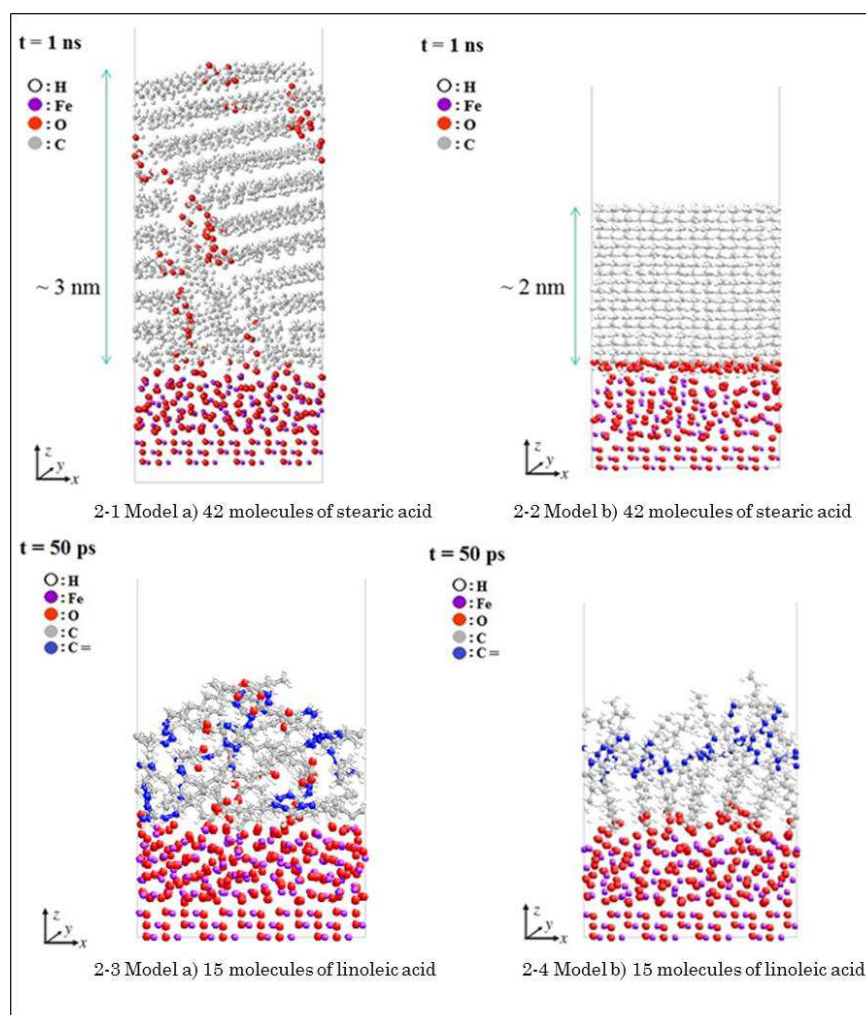 t = 1 ns
: H
: Fe
: O
: C
~ 3 nm
z
y
x
2-1 Model a) 42 molecules of stearic acid
t = 1 ns
: H
: Fe
: O
: C
~ 2 nm
z
y
x
2-2 Model b) 42 molecules of stearic acid
t = 50 ps
: H
: Fe
: O
: C
: C =
z
y
x
2-3 Model a) 15 molecules of linoleic acid
t = 50 ps
: H
: Fe
: O
: C
: C =
z
y
x
2-4 Model b) 15 molecules of linoleic acid